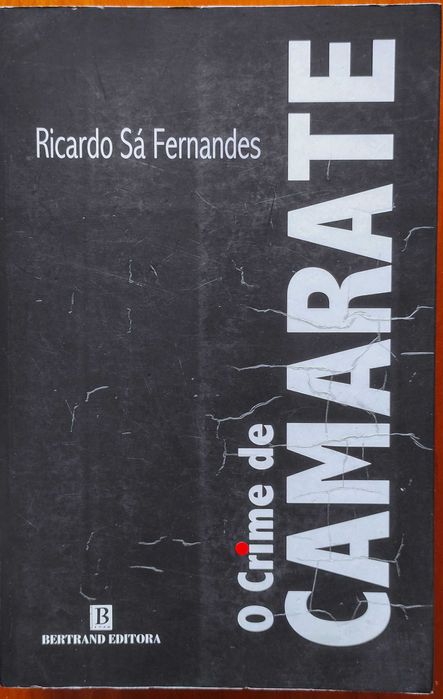 Ricardo Sá Fernandes
O Crime de
CAMARATE
B
BERTRAND EDITORA